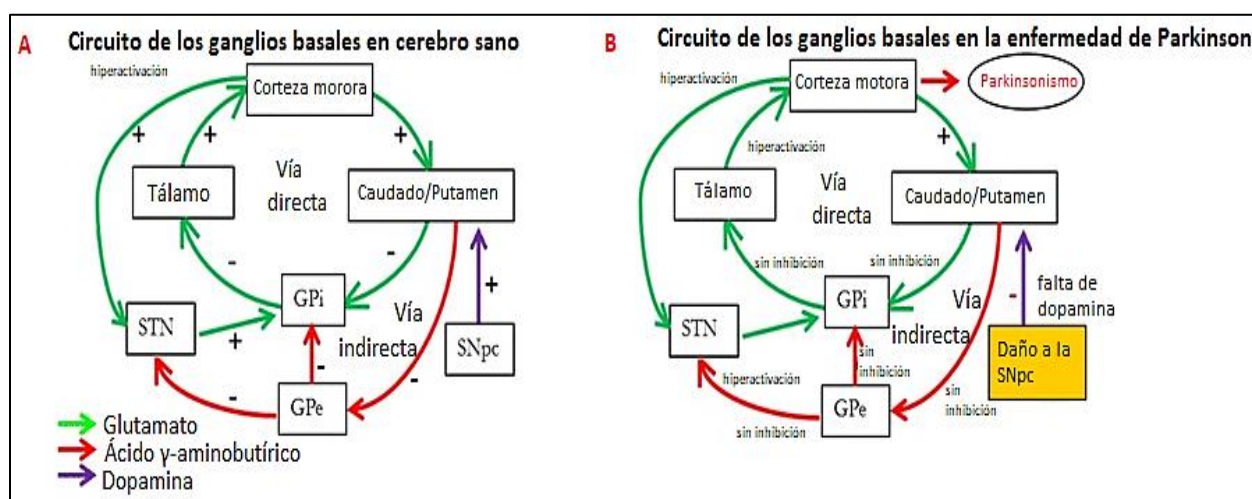 A Circuito de los ganglios basales en cerebro sano
hiperactivación
Corteza morora
+
+
+
Tálamo
Vía
directa
Caudado/Putamen
-
-
+
GPi
STN
+
Vía
indirecta
SNpc
-
-
-
GPe
Glutamato
Ácido γ-aminobutírico
Dopamina
B Circuito de los ganglios basales en la enfermedad de Parkinson
hiperactivación
Corteza motora
Parkinsonismo
+
hiperactivación
Tálamo
Vía
directa
Caudado/Putamen
sin inhibición
sin inhibición
GPi
falta de
dopamina
-
STN
Vía
indirecta
Daño a la
SNpc
sin
inhibición
hiperactivación
sin
inhibición
GPe
sin inhibición